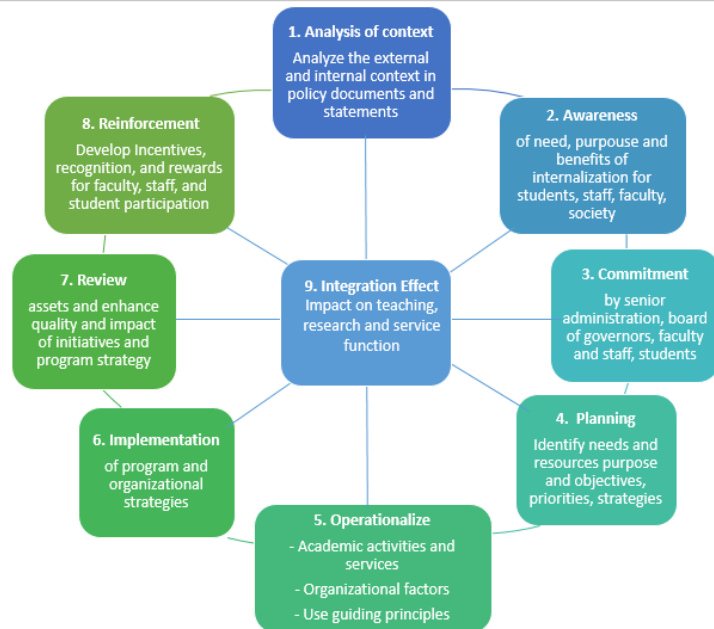 1. Analysis of context
Analyze the external
and internal context in
policy documents and
statements
2. Awareness
of need, purpouse and
benefits of
internalization for
students, staff, faculty,
society
3. Commitment
by senior
administration, board
of governors, faculty
and staff, students
4. Planning
Identify needs and
resources purpose
and objectives,
priorities, strategies
5. Operationalize
- Academic activities and
services
- Organizational factors
- Use guiding principles
6. Implementation
of program and
organizational
strategies
7. Review
assets and enhance
quality and impact
of initiatives and
program strategy
8. Reinforcement
Develop Incentives,
recognition, and rewards
for faculty, staff, and
student participation
9. Integration Effect
Impact on teaching,
research and service
function